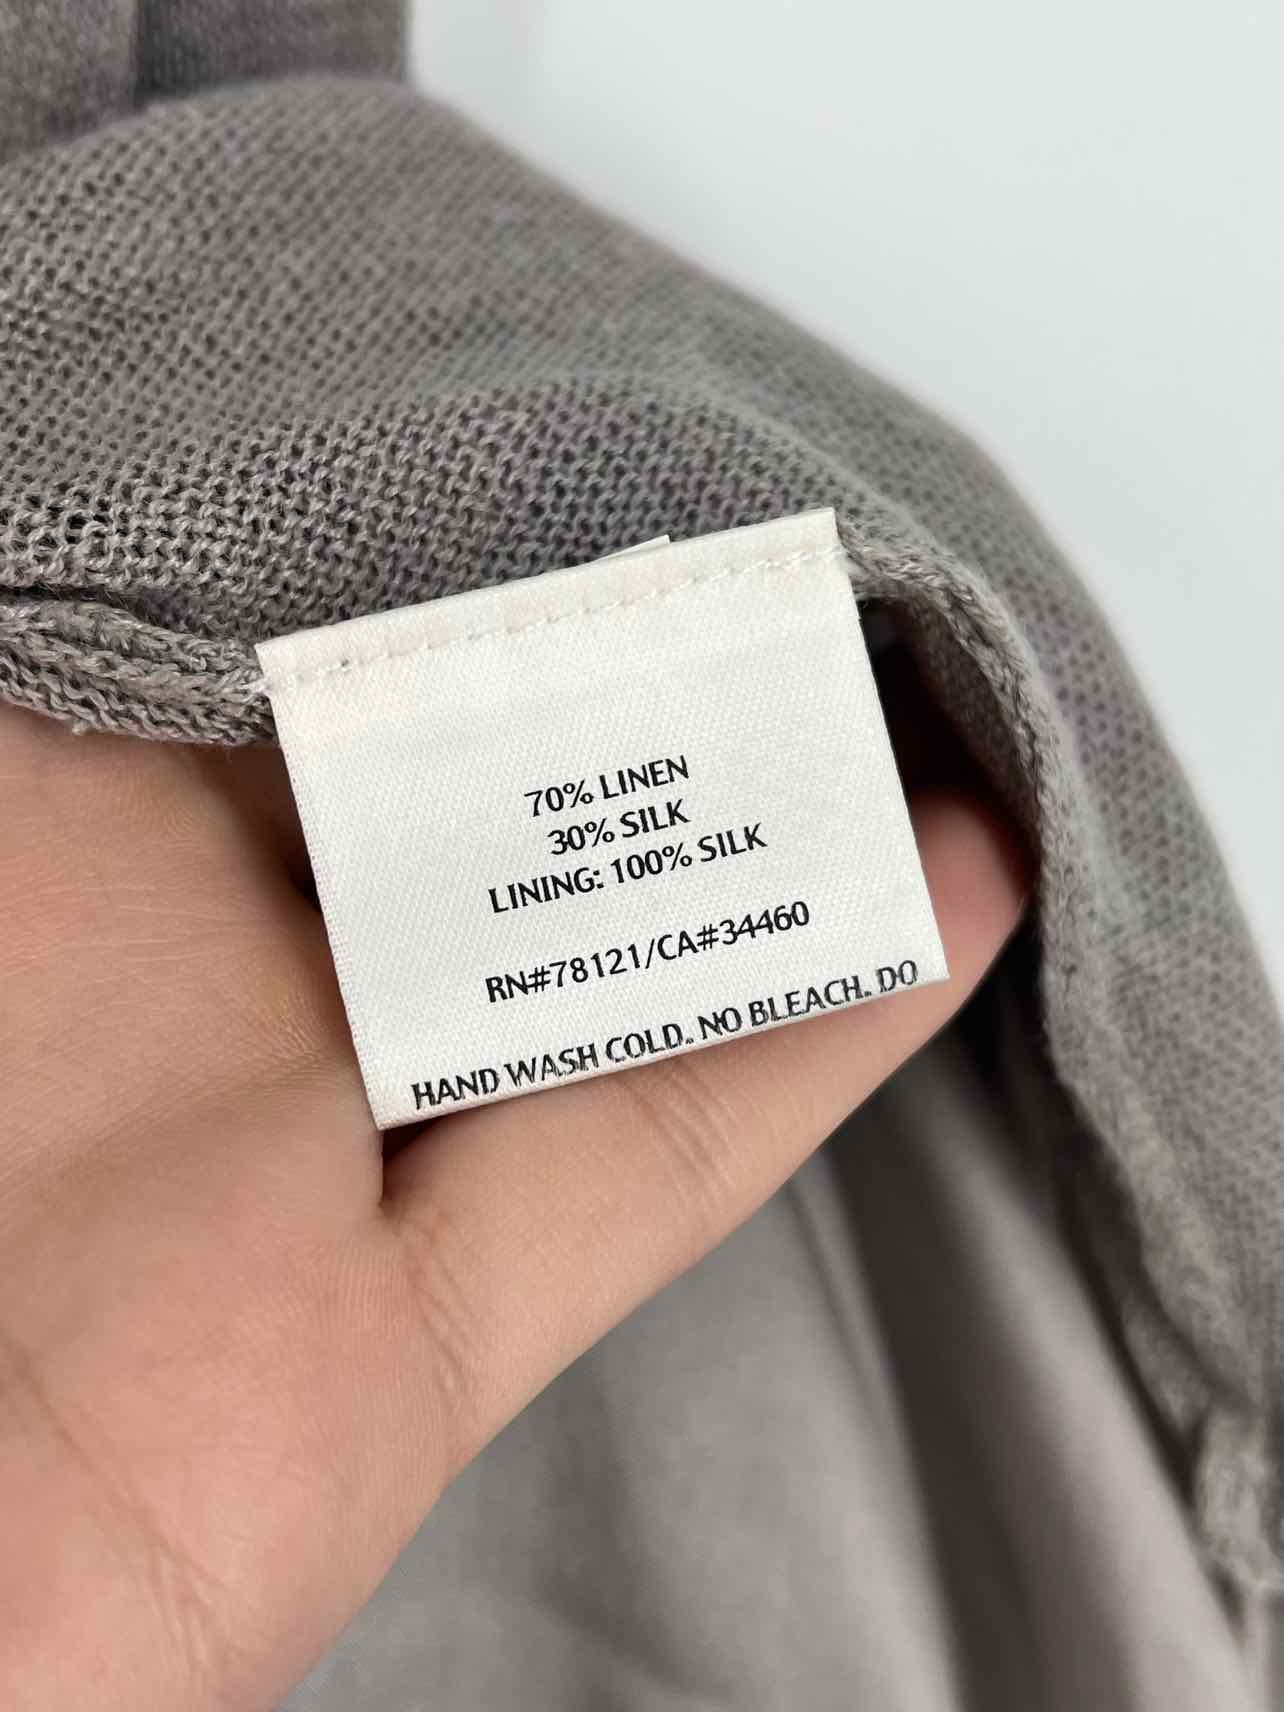 70% LINEN
30% SILK
LINING: 100% SILK
RN#78121/CA#34460
HAND WASH COLD. NO BLEACH. DO